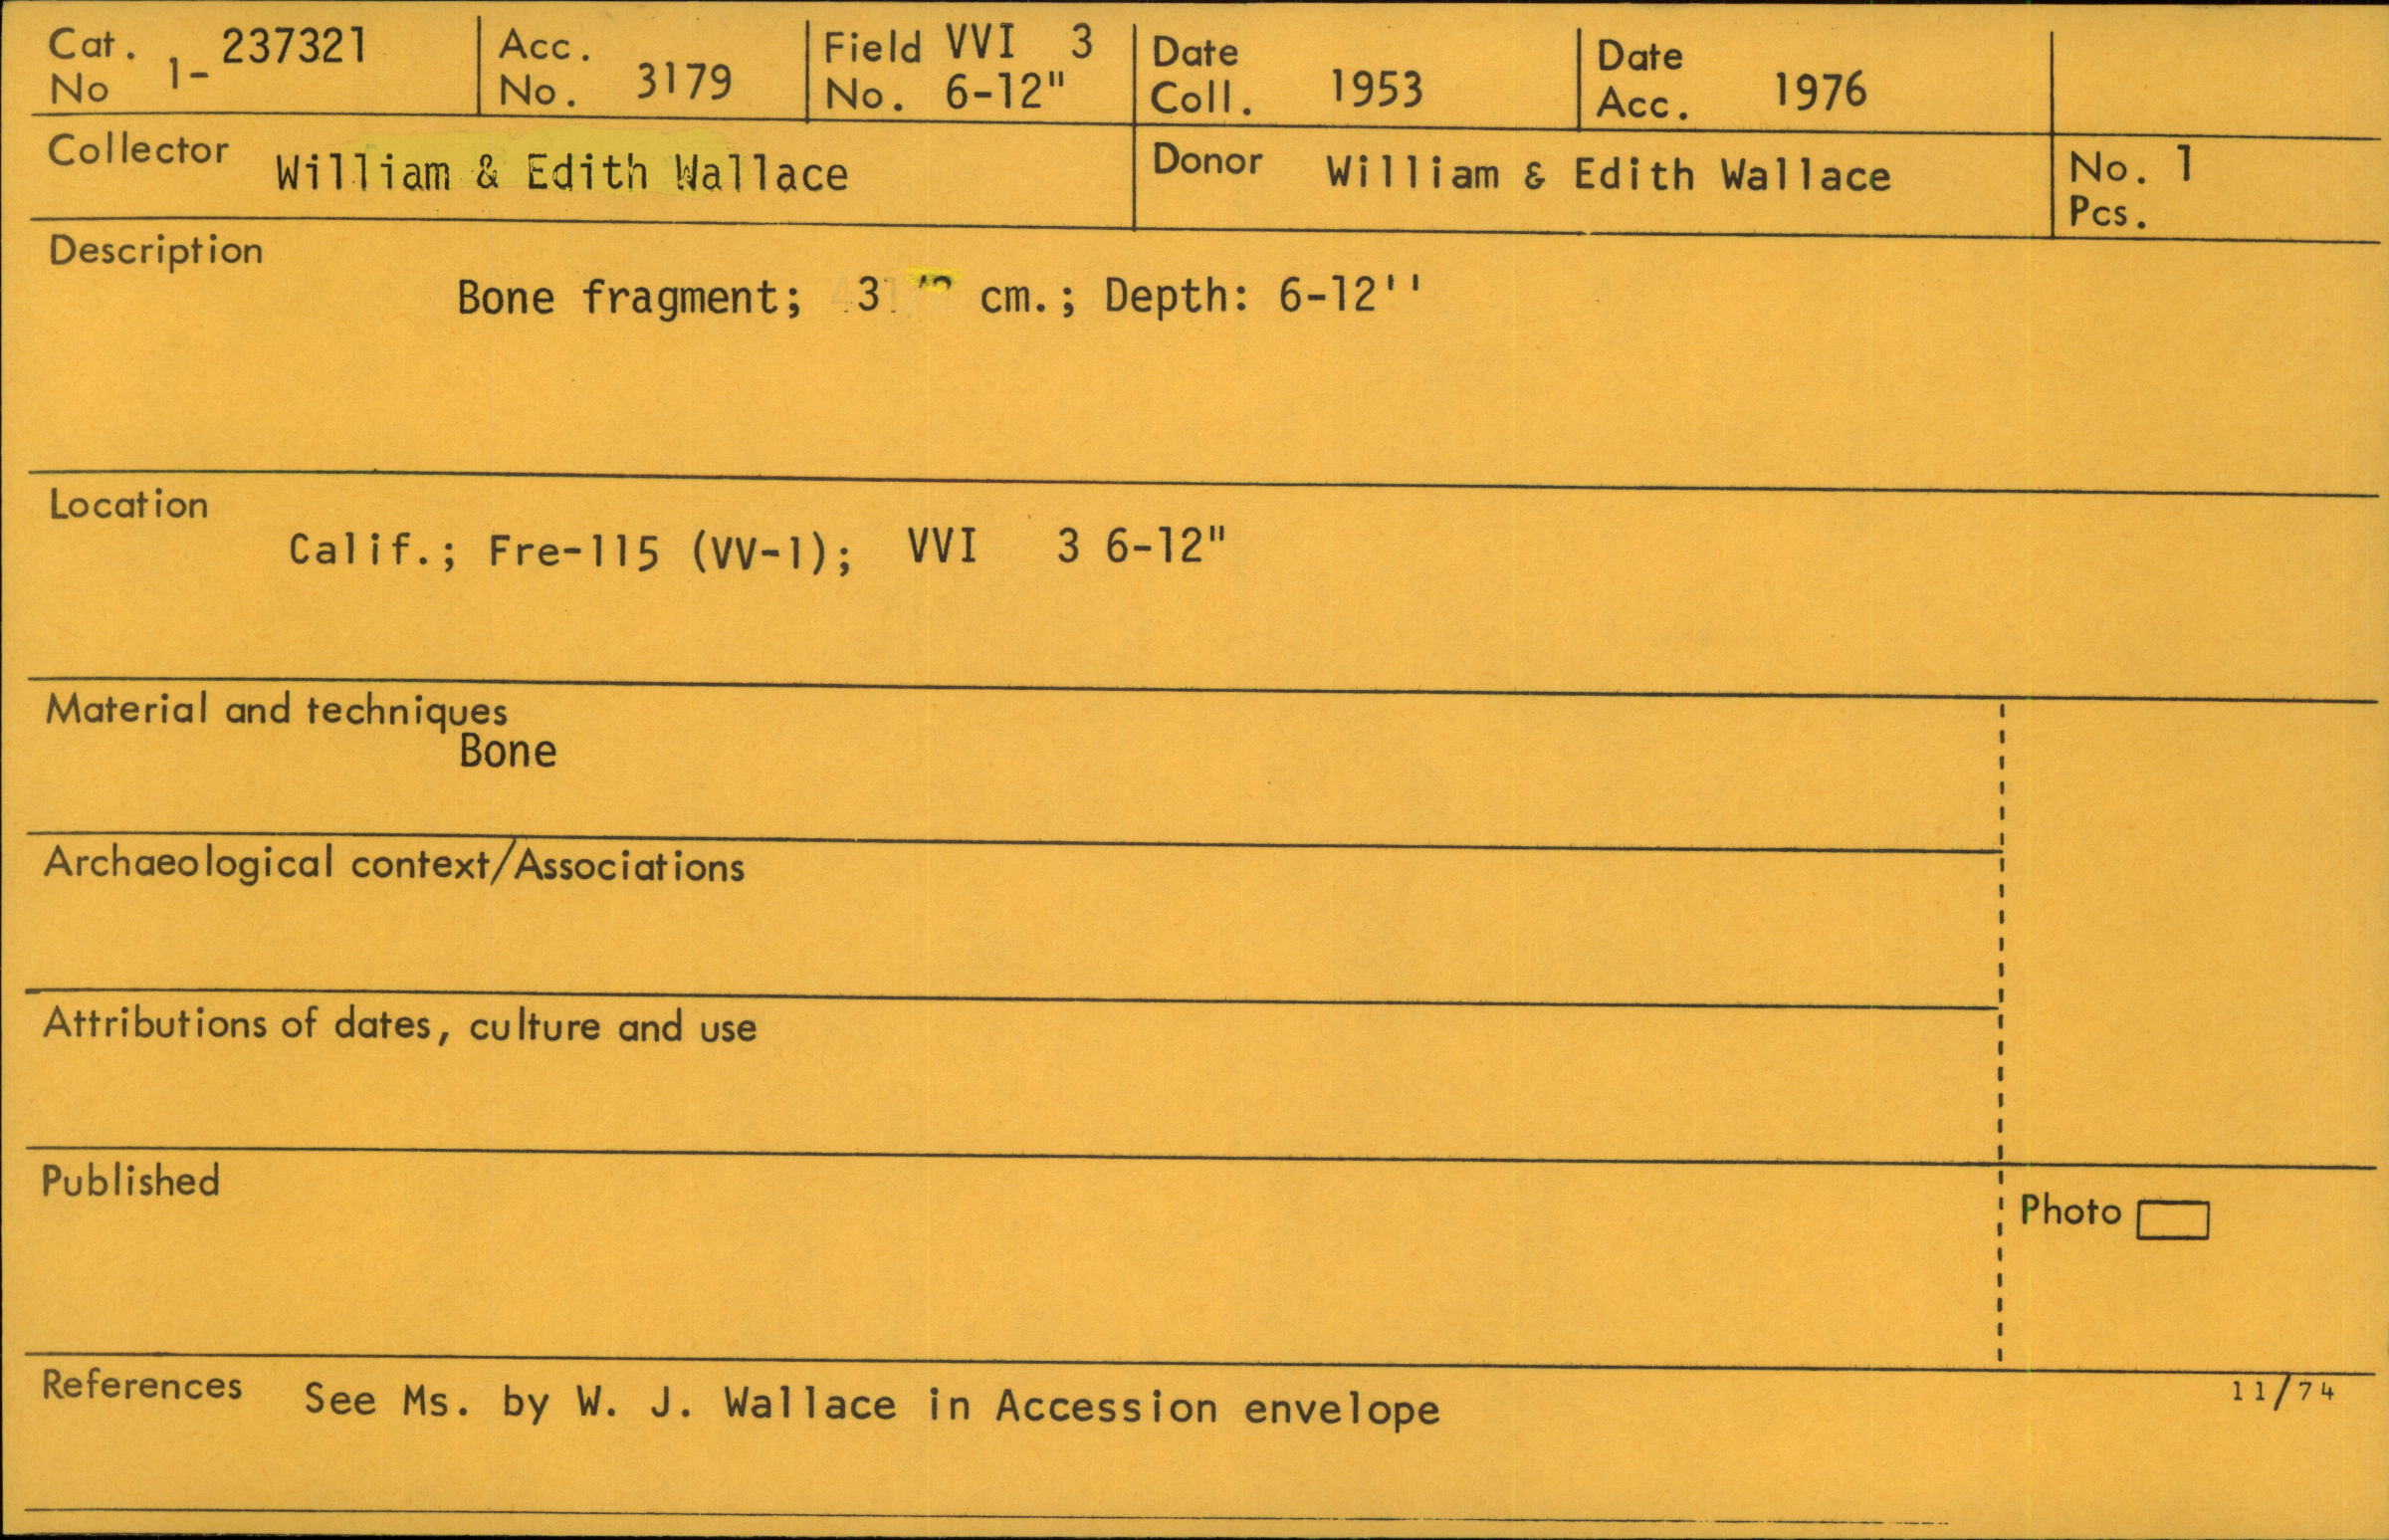 Cat. No 1-237321
Acc. No. 3179
Field No. VVI 3 6-12"
Date Coll. 1953
Date Acc. 1976
Collector William & Edith Wallace
Donor William & Edith Wallace
No. Pcs. 1
Description
Bone fragment; 3 cm.; Depth: 6-12''
Location
Calif.; Fre-115 (VV-1); VVI 3 6-12"
Material and techniques
Bone
Archaeological context/Associations
Attributions of dates, culture and use
Published
Photo
References See Ms. by W. J. Wallace in Accession envelope
11/74